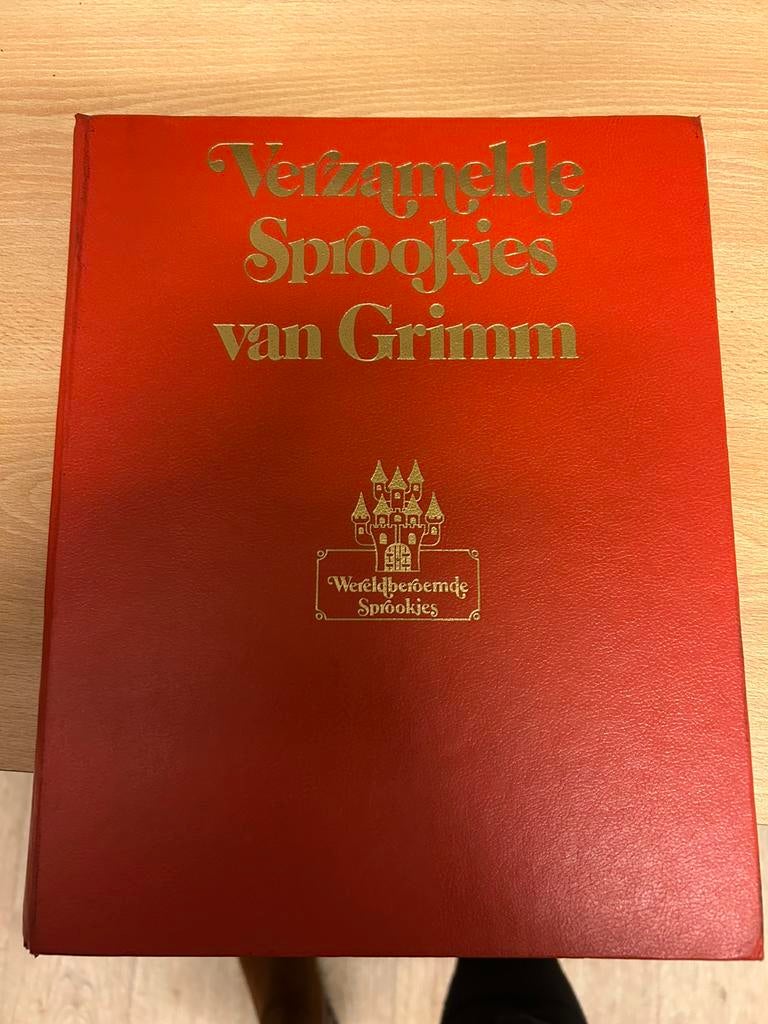 Verzamelde
Sprookjes
van Grimm
Wereldberoemde
Sprookjes